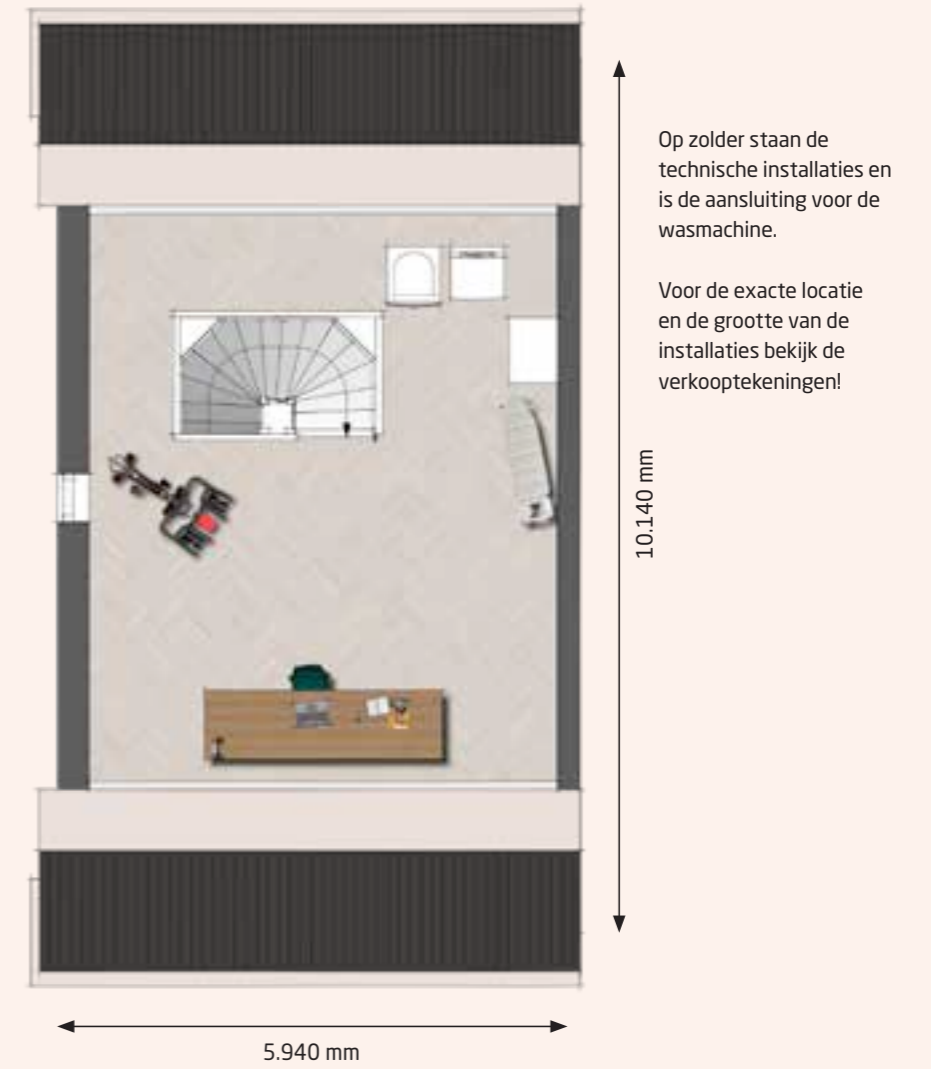 Op zolder staan de
technische installaties en
is de aansluiting voor de
wasmachine.
Voor de exacte locatie
en de grootte van de
installaties bekijk de
verkooptekeningen!
10.140 mm
5.940 mm